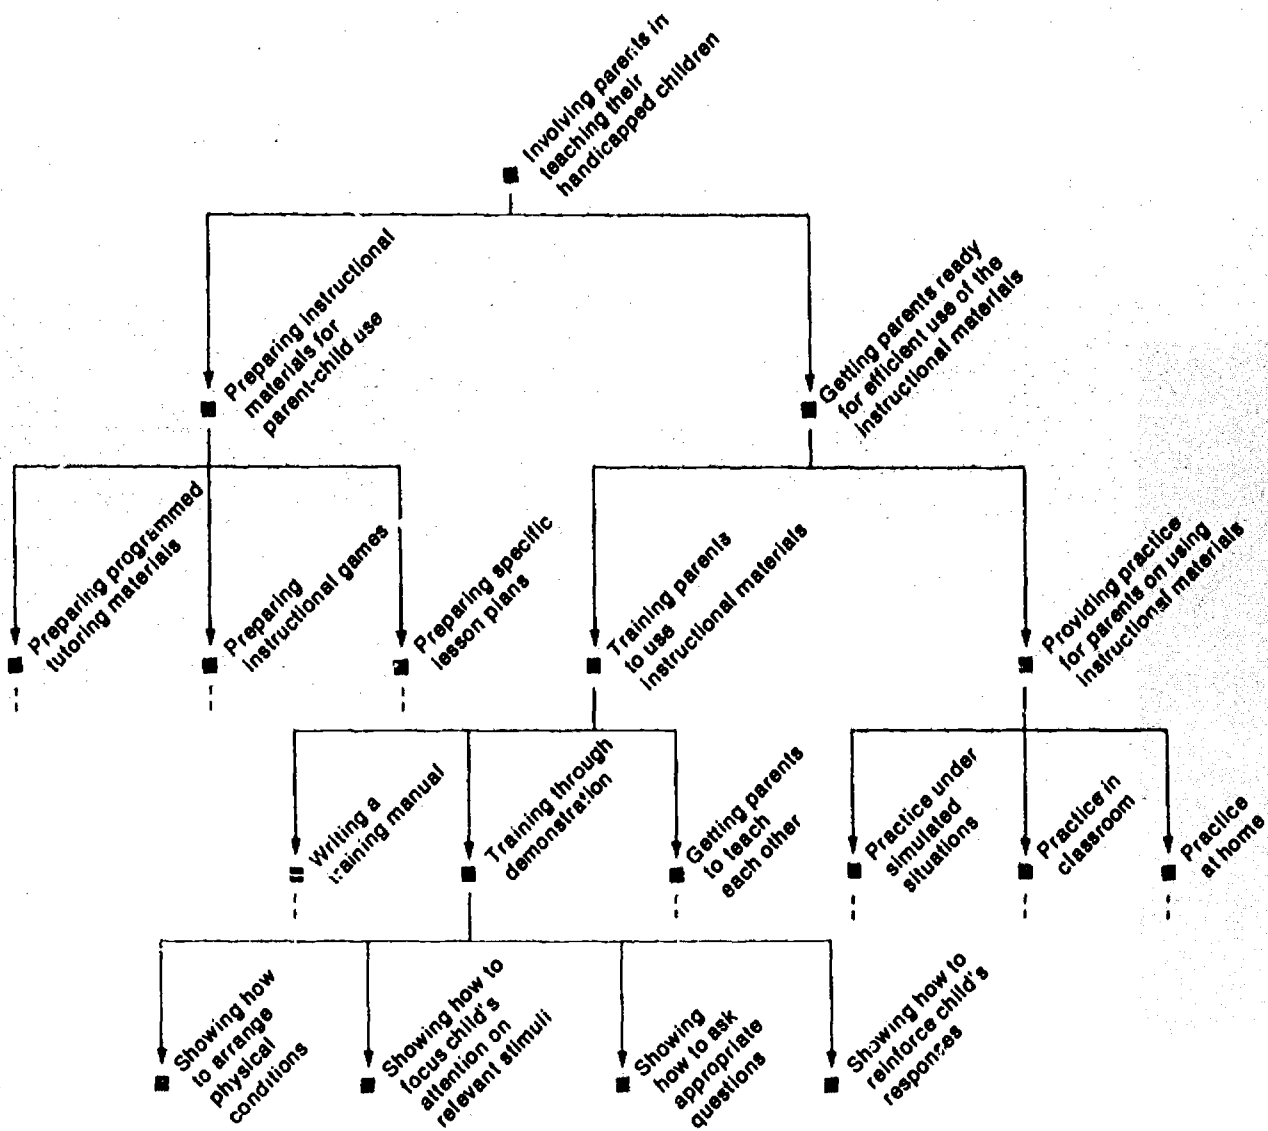 Involving parents in
teaching their
handicapped children
Preparing instructional
materials for
parent-child use
Getting parents ready
for efficient use of the
instructional materials
Preparing programmed
tutoring materials
Preparing
instructional games
Preparing specific
lesson plans
Training parents
to use
instructional materials
Providing practice
for parents on using
instructional materials
Writing a
training manual
Training through
demonstration
Getting parents
to teach
each other
Practice under
simulated
situations
Practice in
classroom
Practice
at home
Showing how
to arrange
physical
conditions
Showing how to
focus child's
attention on
relevant stimuli
Showing
how to ask
appropriate
questions
Showing how to
reinforce child's
responces